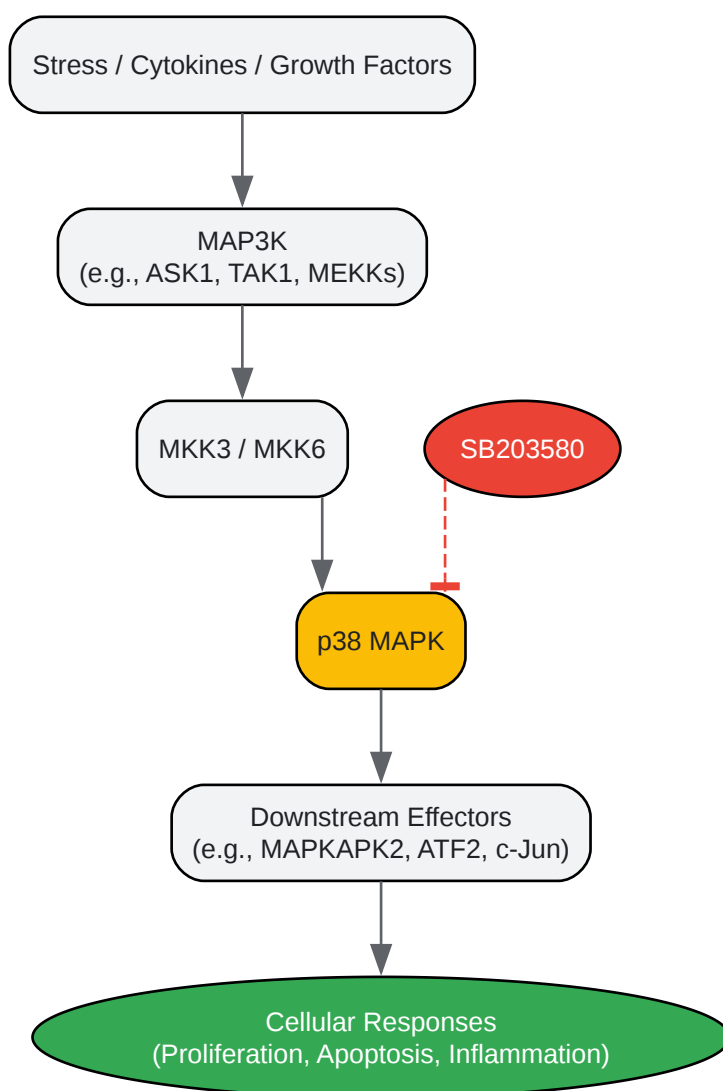 Stress / Cytokines / Growth Factors
MAP3K
(e.g., ASK1, TAK1, MEKKs)
MKK3 / MKK6
SB203580
p38 MAPK
Downstream Effectors
(e.g., MAPKAPK2, ATF2, c-Jun)
Cellular Responses
(Proliferation, Apoptosis, Inflammation)